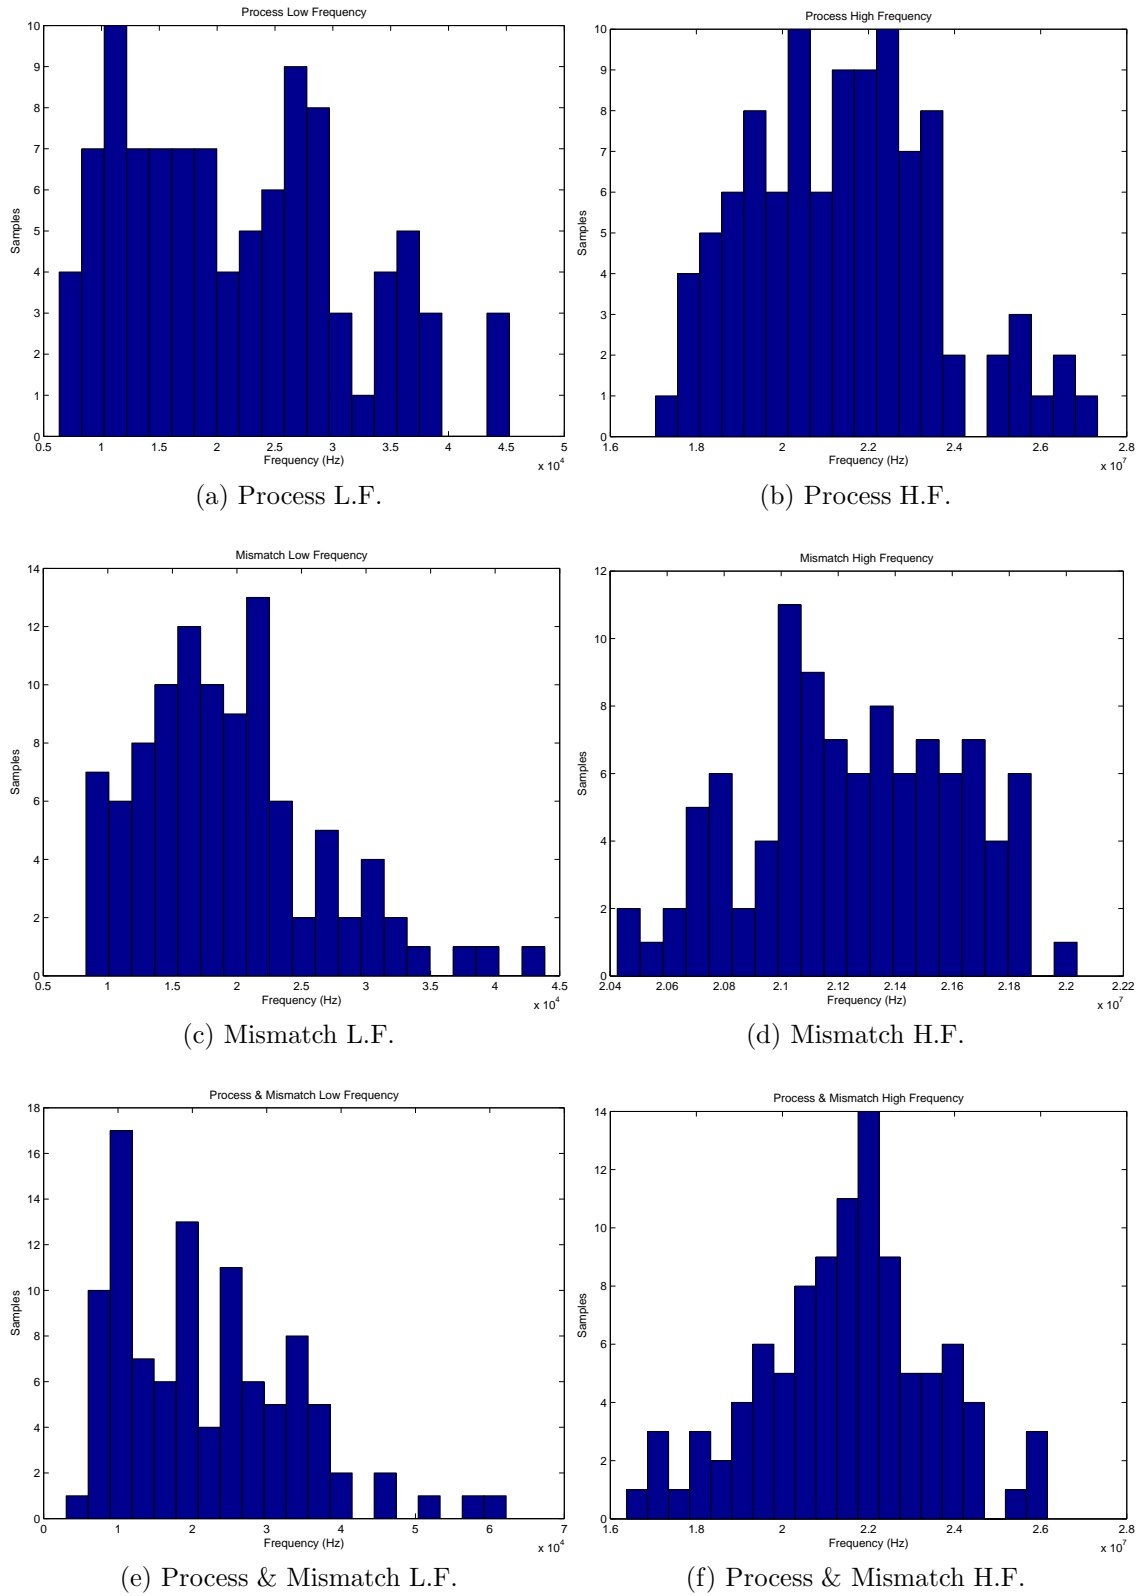 Process Low Frequency
10
9
8
7
6
5
4
3
2
1
0
Samples
0.5 1 1.5 2 2.5 3 3.5 4 4.5 5
Frequency (Hz)
x 10^4
(a) Process L.F.
Process High Frequency
10
9
8
7
6
5
4
3
2
1
0
Samples
1.6 1.8 2 2.2 2.4 2.6 2.8
Frequency (Hz)
x 10^7
(b) Process H.F.
Mismatch Low Frequency
14
12
10
8
6
4
2
0
Samples
0.5 1 1.5 2 2.5 3 3.5 4 4.5
Frequency (Hz)
x 10^4
(c) Mismatch L.F.
Mismatch High Frequency
12
10
8
6
4
2
0
Samples
2.04 2.06 2.08 2.1 2.12 2.14 2.16 2.18 2.2 2.22
Frequency (Hz)
x 10^7
(d) Mismatch H.F.
Process & Mismatch Low Frequency
18
16
14
12
10
8
6
4
2
0
Samples
0 1 2 3 4 5 6 7
Frequency (Hz)
x 10^4
(e) Process & Mismatch L.F.
Process & Mismatch High Frequency
14
12
10
8
6
4
2
0
Samples
1.6 1.8 2 2.2 2.4 2.6 2.8
Frequency (Hz)
x 10^7
(f) Process & Mismatch H.F.